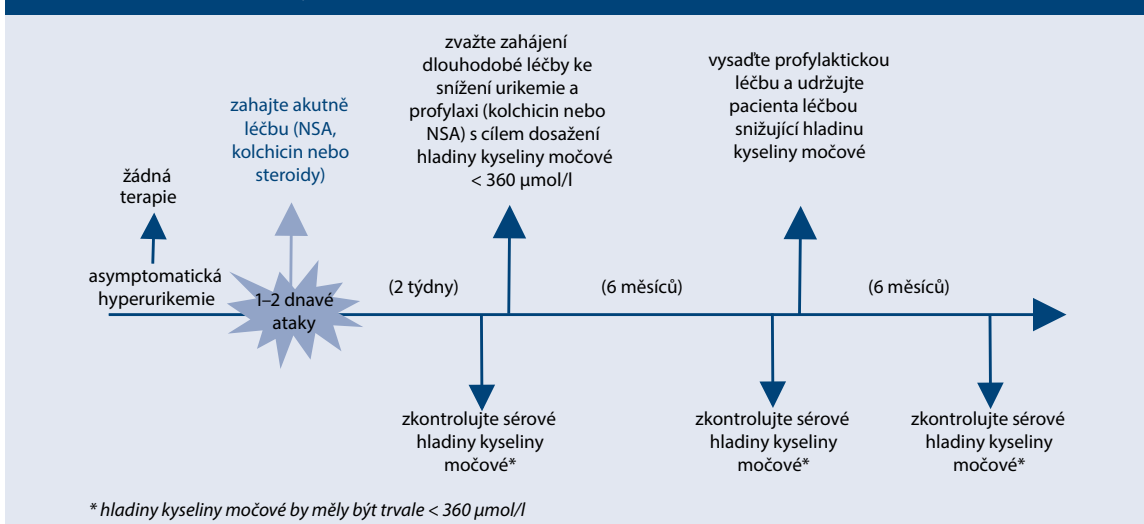 zvažte zahájení
dlouhodobé léčby ke
snížení urikemie a
profylaxi (kolchicin nebo
NSA) s cílem dosažení
hladiny kyseliny močové
< 360 μmol/l
vysaďte profylaktickou
léčbu a udržujte
pacienta léčbou
snižující hladinu
kyseliny močové
zahajte akutně
léčbu (NSA,
kolchicin nebo
steroidy)
žádná
terapie
asymptomatická
hyperurikemie
1–2 dnavé
ataky
(2 týdny)
(6 měsíců)
(6 měsíců)
zkontrolujte sérové
hladiny kyseliny
močové*
zkontrolujte sérové
hladiny kyseliny
močové*
zkontrolujte sérové
hladiny kyseliny
močové*
* hladiny kyseliny močové by měly být trvale < 360 μmol/l